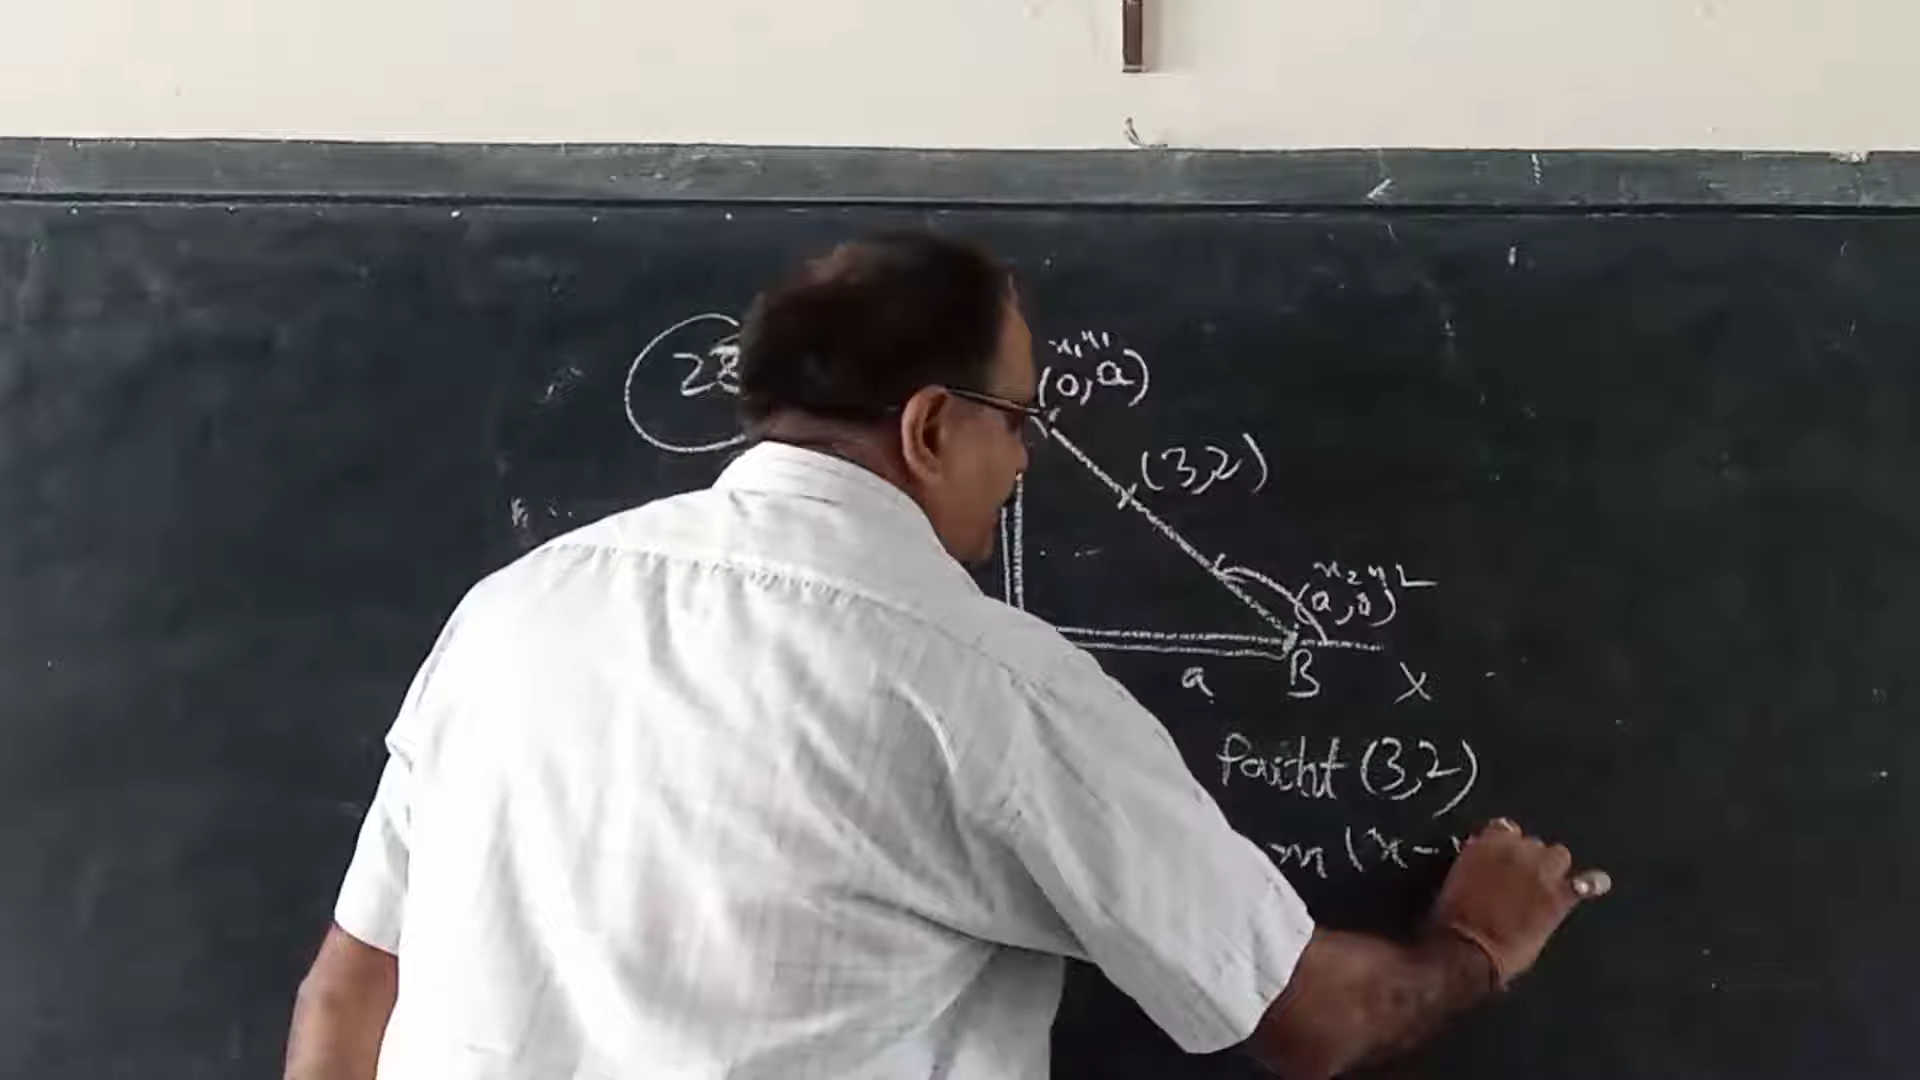 28
x₁ y₁
(0, a)
(3,2)
x₂ y₂
(a, 0)
a B X
Point (3,2)
m (x -